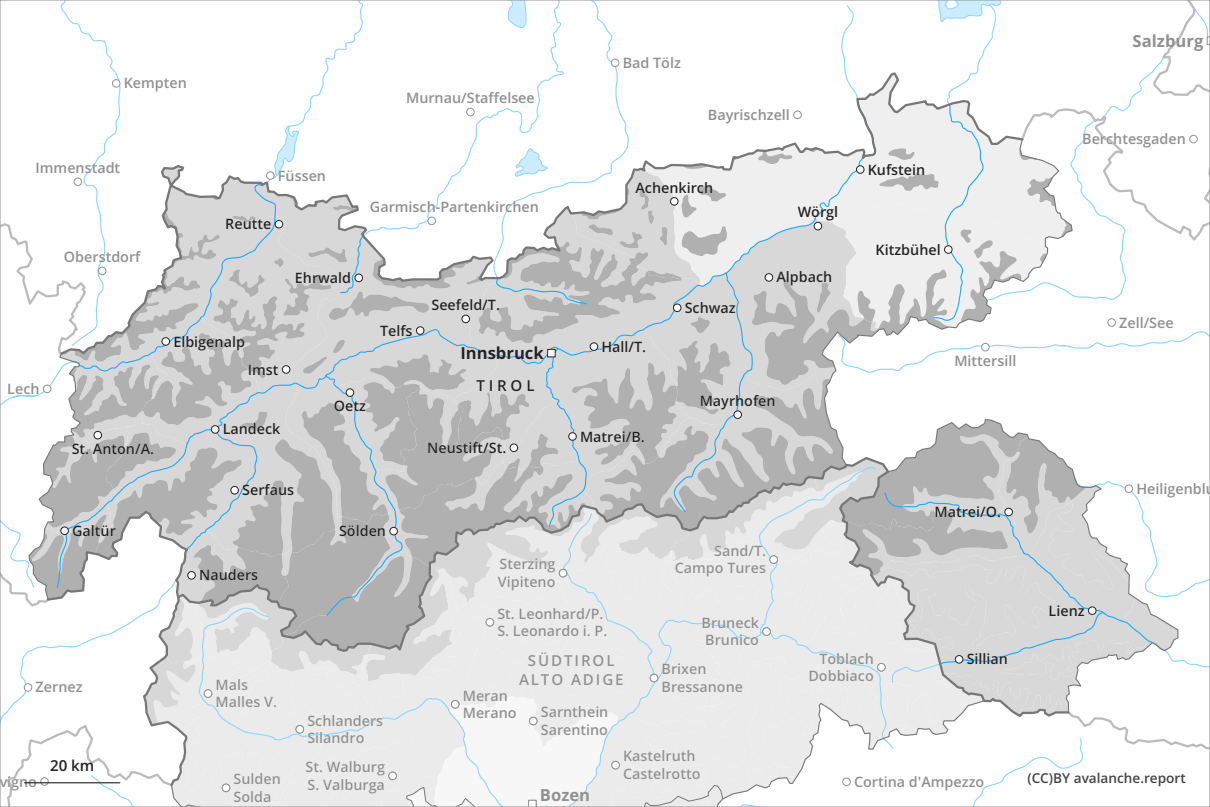 Salzburg
Kempten
Bad Tölz
Murnau/Staffelsee
Bayrischzell
Berchtesgaden
Immenstadt
Füssen
Kufstein
Achenkirch
Garmisch-Partenkirchen
Wörgl
Reutte
Kitzbühel
Oberstdorf
Ehrwald
Alpbach
Seefeld/T.
Schwaz
Telfs
Zell/See
Elbigenalp
Innsbruck
Hall/T.
Mittersill
Imst
TIROL
Lech
Oetz
Mayrhofen
Landeck
Matrei/B.
St. Anton/A.
Neustift/St.
Serfaus
Heiligenblu
Matrei/O.
Galtür
Sölden
Sand/T.
Campo Tures
Sterzing
Vipiteno
Nauders
Lienz
St. Leonhard/P.
S. Leonardo i. P.
Bruneck
Brunico
SÜDTIROL
ALTO ADIGE
Toblach
Dobbiaco
Sillian
Brixen
Bressanone
Zernez
Mals
Malles V.
Meran
Merano
Sarnthein
Sarentino
Schlanders
Silandro
Kastelruth
Castelrotto
St. Walburg
S. Valburga
20 km
vigno
Sulden
Solda
Cortina d'Ampezzo
(CC)BY avalanche.report
Bozen